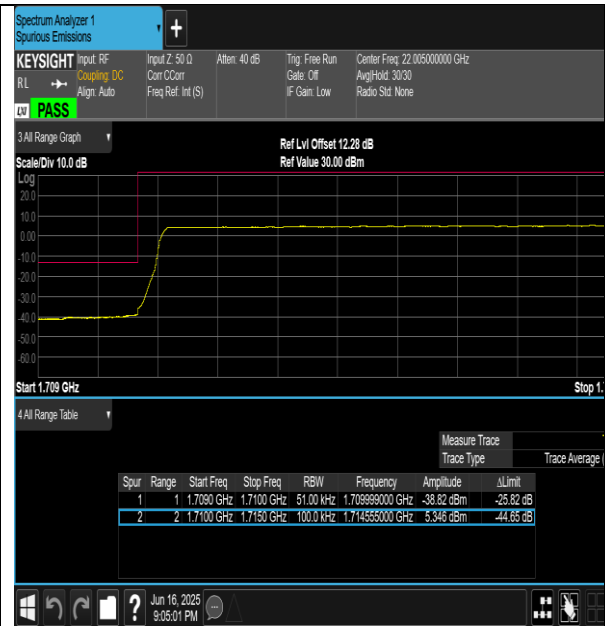 Spectrum Analyzer 1
Spurious Emissions
+
KEYSIGHT Input: RF Input Z: 50 Ω Atten: 40 dB Trig: Free Run Center Freq: 22.005000000 GHz
RL Coupling: DC Corr CCorr Gate: Off Avg|Hold: 30/30
Align: Auto Freq Ref: Int (S) IF Gain: Low Radio Std: None
LXI PASS
3 All Range Graph
Ref Lvl Offset 12.28 dB
Scale/Div 10.0 dB Ref Value 30.00 dBm
Log
20.0
10.0
0.00
-10.0
-20.0
-30.0
-40.0
-50.0
-60.0
Start 1.709 GHz Stop 1.
4 All Range Table
Measure Trace
Trace Type Trace Average (
Spur Range Start Freq Stop Freq RBW Frequency Amplitude ΔLimit
1 1 1.7090 GHz 1.7100 GHz 51.00 kHz 1.709999000 GHz -38.82 dBm -25.82 dB
2 2 1.7100 GHz 1.7150 GHz 100.0 kHz 1.714555000 GHz 5.346 dBm -44.65 dB
? Jun 16, 2025
9:05:01 PM